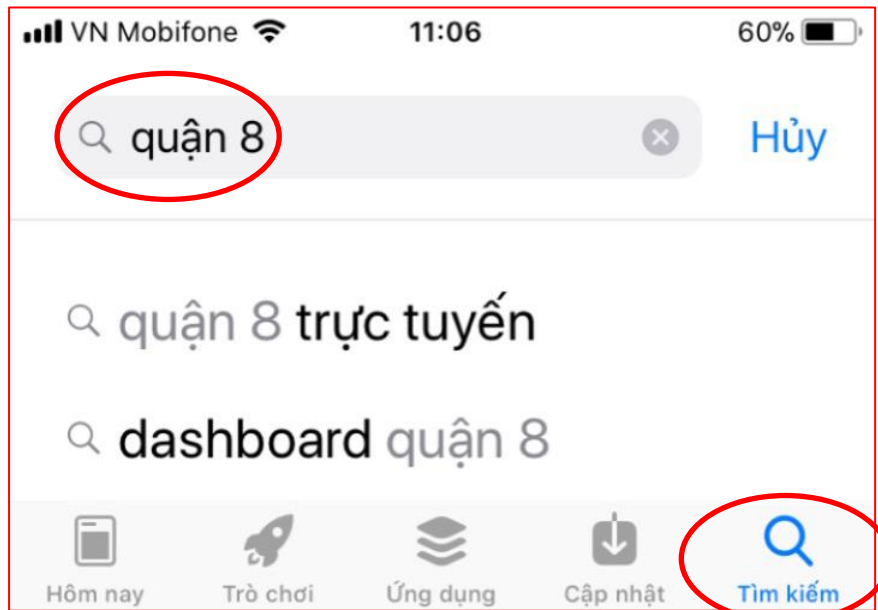 VN Mobifone 11:06 60%
quận 8 Hủy
quận 8 trực tuyến
dashboard quận 8
Hôm nay Trò chơi Ứng dụng Cập nhật Tìm kiếm